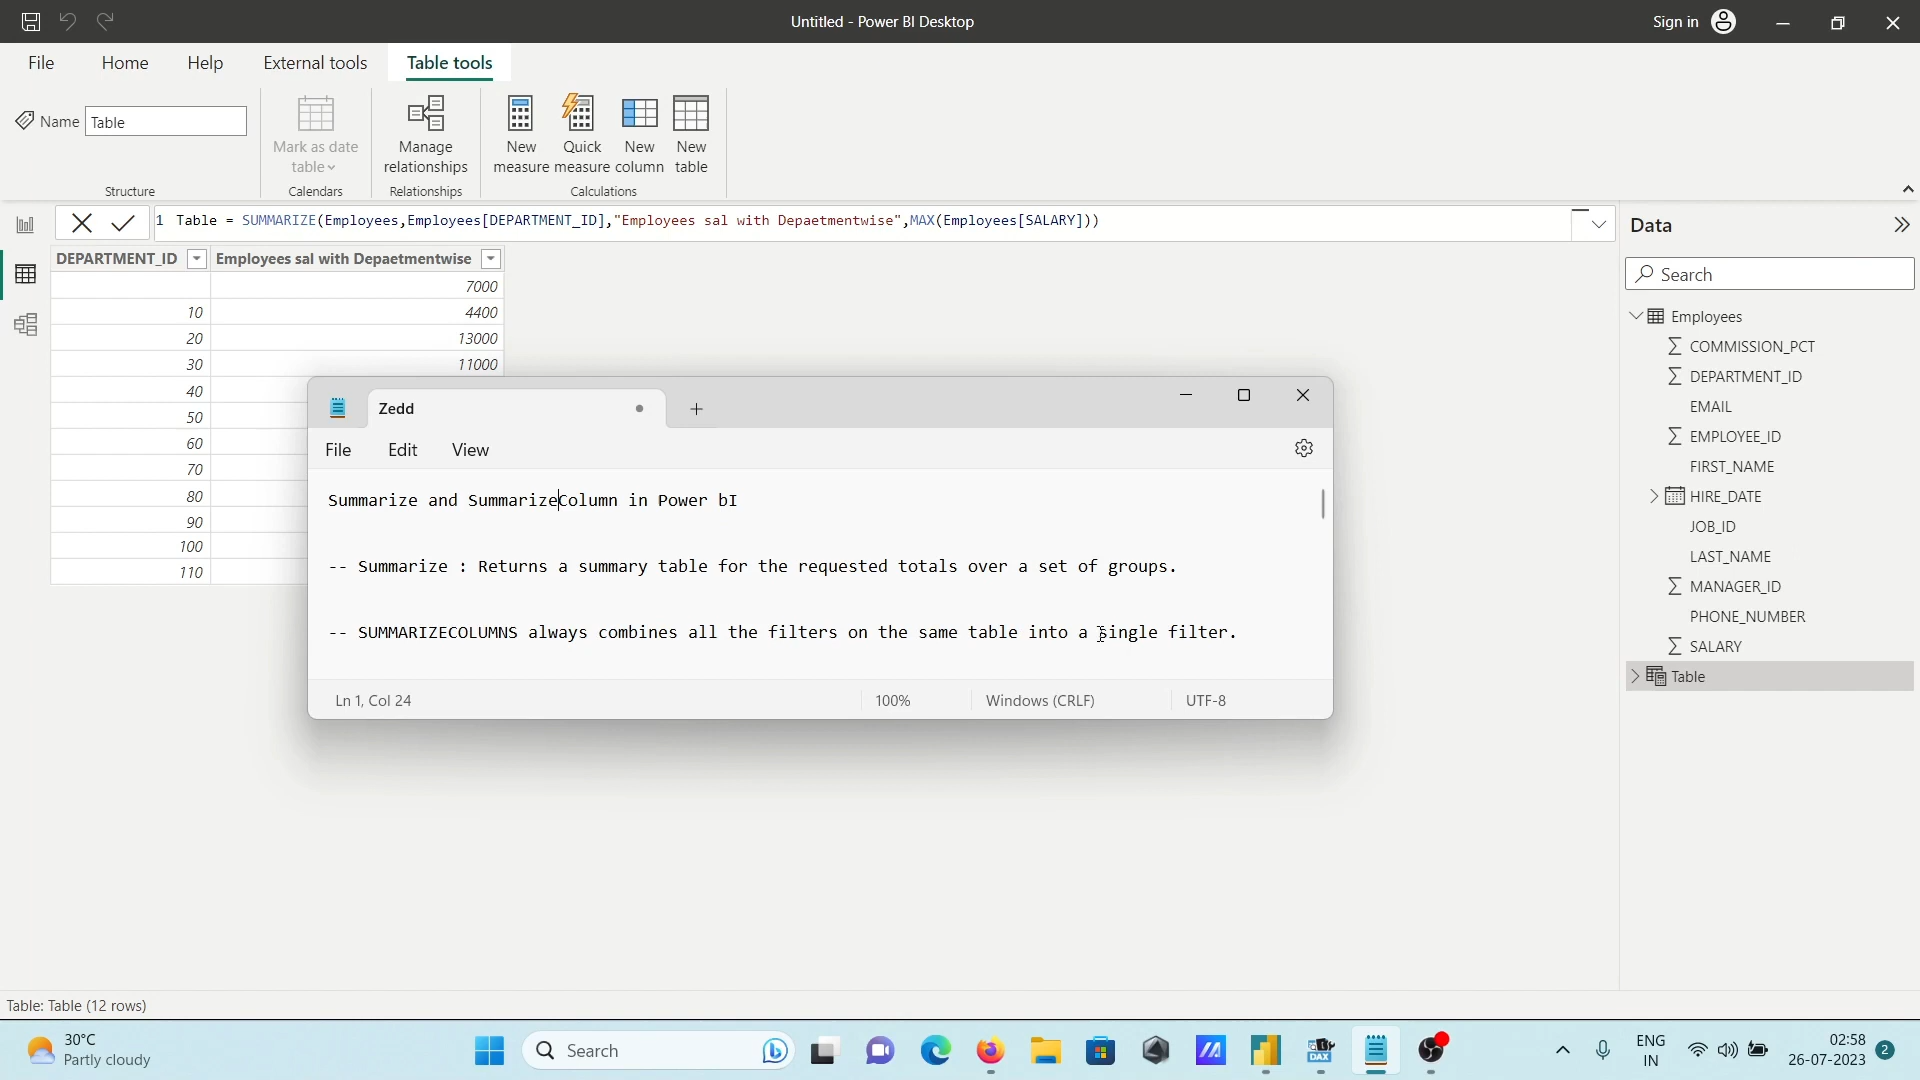 Untitled - Power BI Desktop
Sign in
File
Home
Help
External tools
Table tools
Name
Table
Mark as date
table
Manage
relationships
New
measure
Quick
measure
New
column
New
table
Structure
Calendars
Relationships
Calculations
1 Table = SUMMARIZE(Employees,Employees[DEPARTMENT_ID],"Employees sal with Depaetmentwise",MAX(Employees[SALARY]))
DEPARTMENT_ID
Employees sal with Depaetmentwise
7000
10 4400
20 13000
30 11000
40
50
60
70
80
90
100
110
Zedd
File
Edit
View
Summarize and SummarizeColumn in Power bI
-- Summarize : Returns a summary table for the requested totals over a set of groups.
-- SUMMARIZECOLUMNS always combines all the filters on the same table into a single filter.
Ln 1, Col 24
100%
Windows (CRLF)
UTF-8
Data
Search
Employees
COMMISSION_PCT
DEPARTMENT_ID
EMAIL
EMPLOYEE_ID
FIRST_NAME
HIRE_DATE
JOB_ID
LAST_NAME
MANAGER_ID
PHONE_NUMBER
SALARY
Table
Table: Table (12 rows)
30°C
Partly cloudy
Search
DAX
ENG
IN
02:58
26-07-2023
2